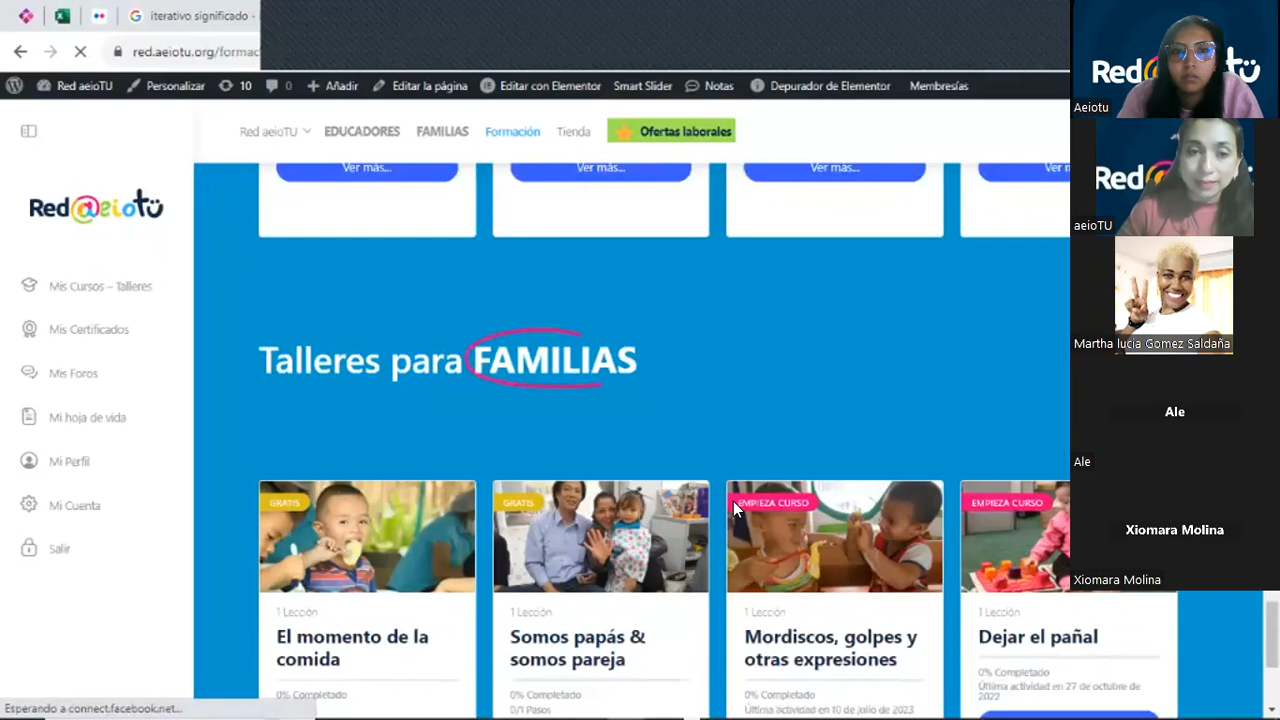 iterativo significado -
red.aeiotu.org/formac
Red aeioTU
Personalizar
10
0
Añadir
Editar la página
Editar con Elementor
Smart Slider
Notas
Depurador de Elementor
Membresías
Red aeioTU
EDUCADORES
FAMILIAS
Formación
Tienda
Ofertas laborales
Red@aeiotü
Mis Cursos – Talleres
Mis Certificados
Mis Foros
Mi hoja de vida
Mi Perfil
Mi Cuenta
Salir
Ver más...
Ver más...
Ver más...
Ver m
Talleres para FAMILIAS
GRATIS
1 Lección
El momento de la
comida
0% Completado
GRATIS
1 Lección
Somos papás &
somos pareja
0% Completado
0/1 Pasos
EMPIEZA CURSO
1 Lección
Mordiscos, golpes y
otras expresiones
0% Completado
Última actividad en 10 de julio de 2023
EMPIEZA CURSO
1 Lección
Dejar el pañal
0% Completado
Última actividad en 27 de octubre de
2022
Esperando a connect.facebook.net...
Aeiotu
aeioTU
Martha lucia Gomez Saldaña
Ale
Ale
Xiomara Molina
Xiomara Molina